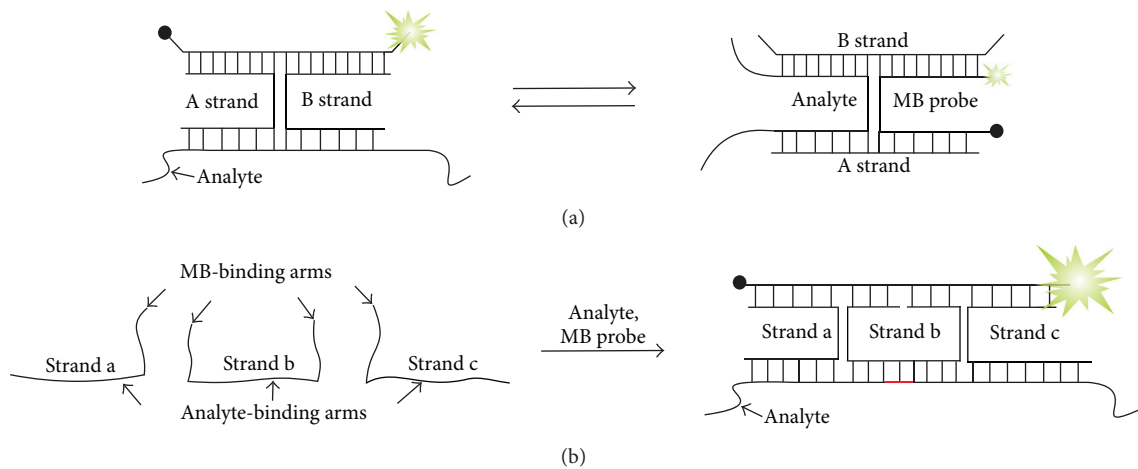 A strand
B strand
Analyte
B strand
Analyte
MB probe
A strand
(a)
MB-binding arms
Strand a
Strand b
Strand c
Analyte-binding arms
Analyte,
MB probe
Strand a
Strand b
Strand c
Analyte
(b)